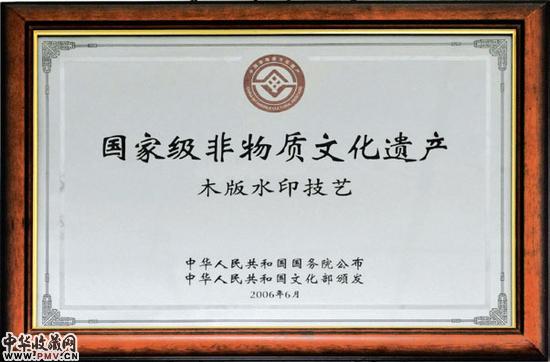 国家级非物质文化遗产
木版水印技艺
中华人民共和国国务院公布
中华人民共和国文化部颁发
2006年6月
中华收藏网
www.PMV.CN